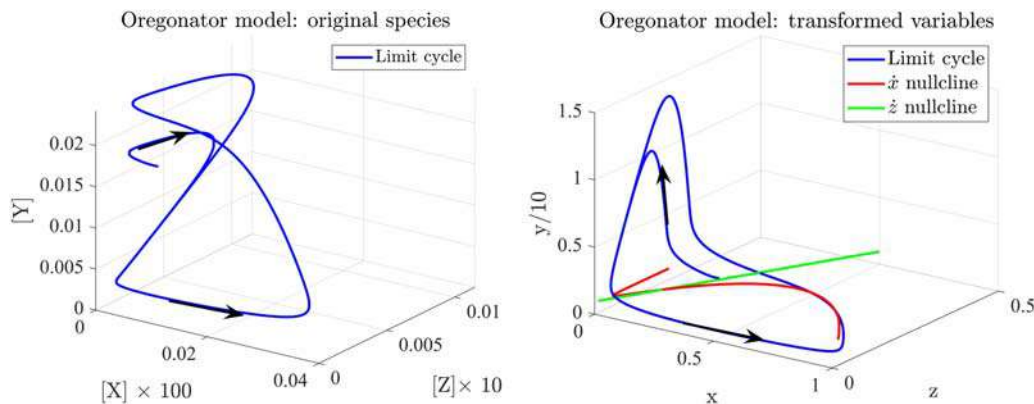 Oregonator model: original species
Limit cycle
0.02
0.015
0.01
0.005
0
[Y]
0
0.02
0.04
[X] × 100
0
0.005
0.01
[Z]× 10
Oregonator model: transformed variables
Limit cycle
ẋ nullcline
ż nullcline
1.5
1
0.5
0
y/10
0
0.5
1
x
0
0.5
z